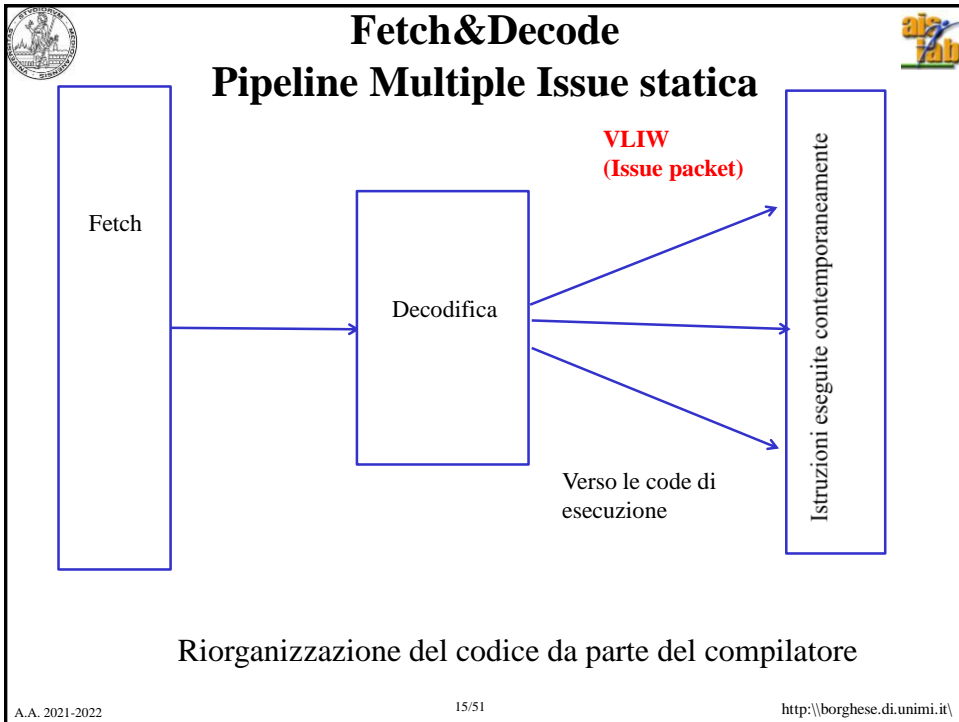 Fetch&Decode
Pipeline Multiple Issue statica
VLIW
(Issue packet)
Fetch
Decodifica
Istruzioni eseguite contemporaneamente
Verso le code di
esecuzione
Riorganizzazione del codice da parte del compilatore
A.A. 2021-2022
15/51
http:\\borghese.di.unimi.it\